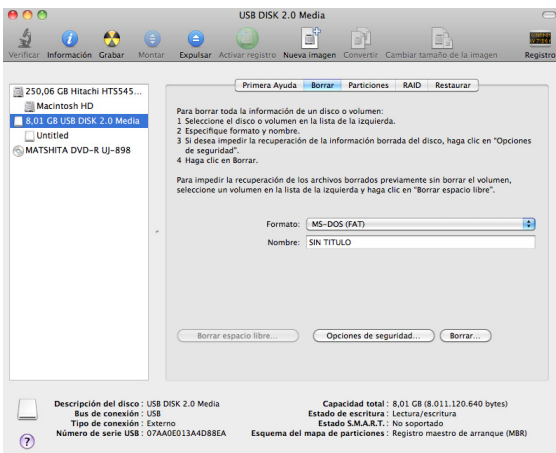 USB DISK 2.0 Media
Verificar Información Grabar Montar Expulsar Activar registro Nueva imagen Convertir Cambiar tamaño de la imagen Registro
250,06 GB Hitachi HTS545...
Macintosh HD
8,01 GB USB DISK 2.0 Media
Untitled
MATSHITA DVD-R UJ-898
Primera Ayuda Borrar Particiones RAID Restaurar
Para borrar toda la información de un disco o volumen:
1 Seleccione el disco o volumen en la lista de la izquierda.
2 Especifique formato y nombre.
3 Si desea impedir la recuperación de la información borrada del disco, haga clic en "Opciones
de seguridad".
4 Haga clic en Borrar.
Para impedir la recuperación de los archivos borrados previamente sin borrar el volumen,
seleccione un volumen en la lista de la izquierda y haga clic en "Borrar espacio libre".
Formato: MS-DOS (FAT)
Nombre: SIN TITULO
Borrar espacio libre... Opciones de seguridad... Borrar...
Descripción del disco : USB DISK 2.0 Media
Bus de conexión : USB
Tipo de conexión : Externo
Número de serie USB : 07AA0E013A4D88EA
Capacidad total : 8,01 GB (8.011.120.640 bytes)
Estado de escritura : Lectura/escritura
Estado S.M.A.R.T. : No soportado
Esquema del mapa de particiones : Registro maestro de arranque (MBR)
?